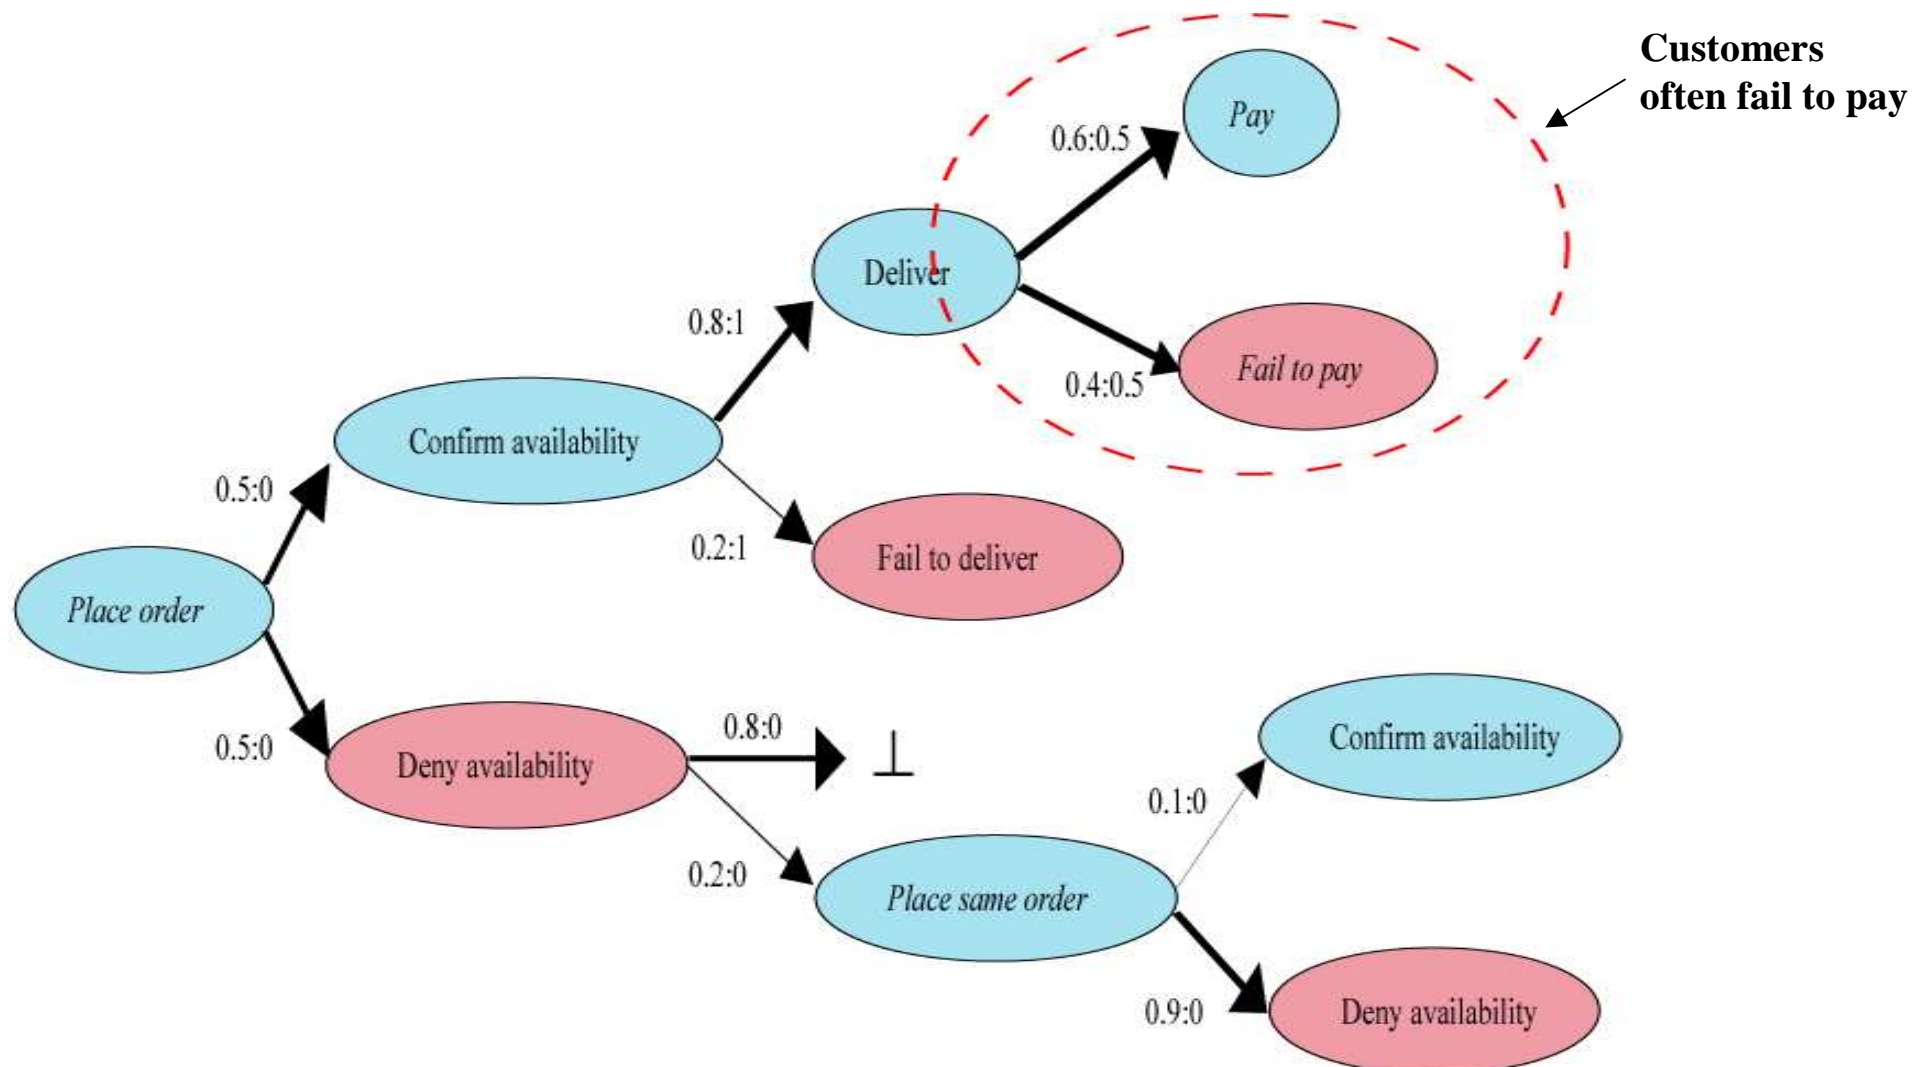 Customers
often fail to pay
Pay
0.6:0.5
Deliver
0.8:1
Fail to pay
0.4:0.5
Confirm availability
0.5:0
0.2:1
Fail to deliver
Place order
0.5:0
Deny availability
0.8:0
⊥
Confirm availability
0.1:0
0.2:0
Place same order
0.9:0
Deny availability